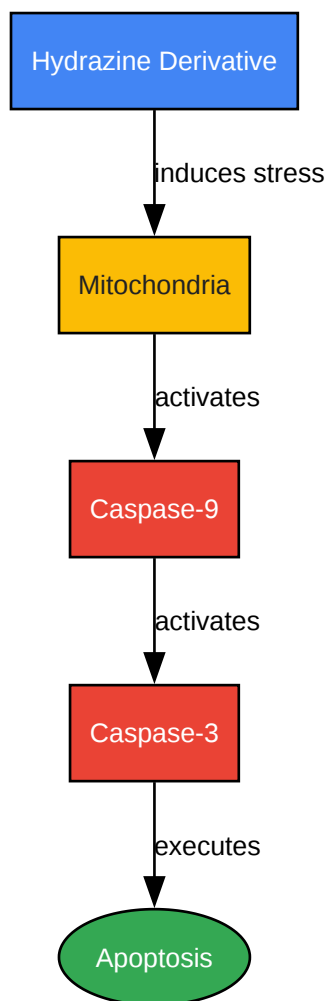 Hydrazine Derivative
induces stress
Mitochondria
activates
Caspase-9
activates
Caspase-3
executes
Apoptosis